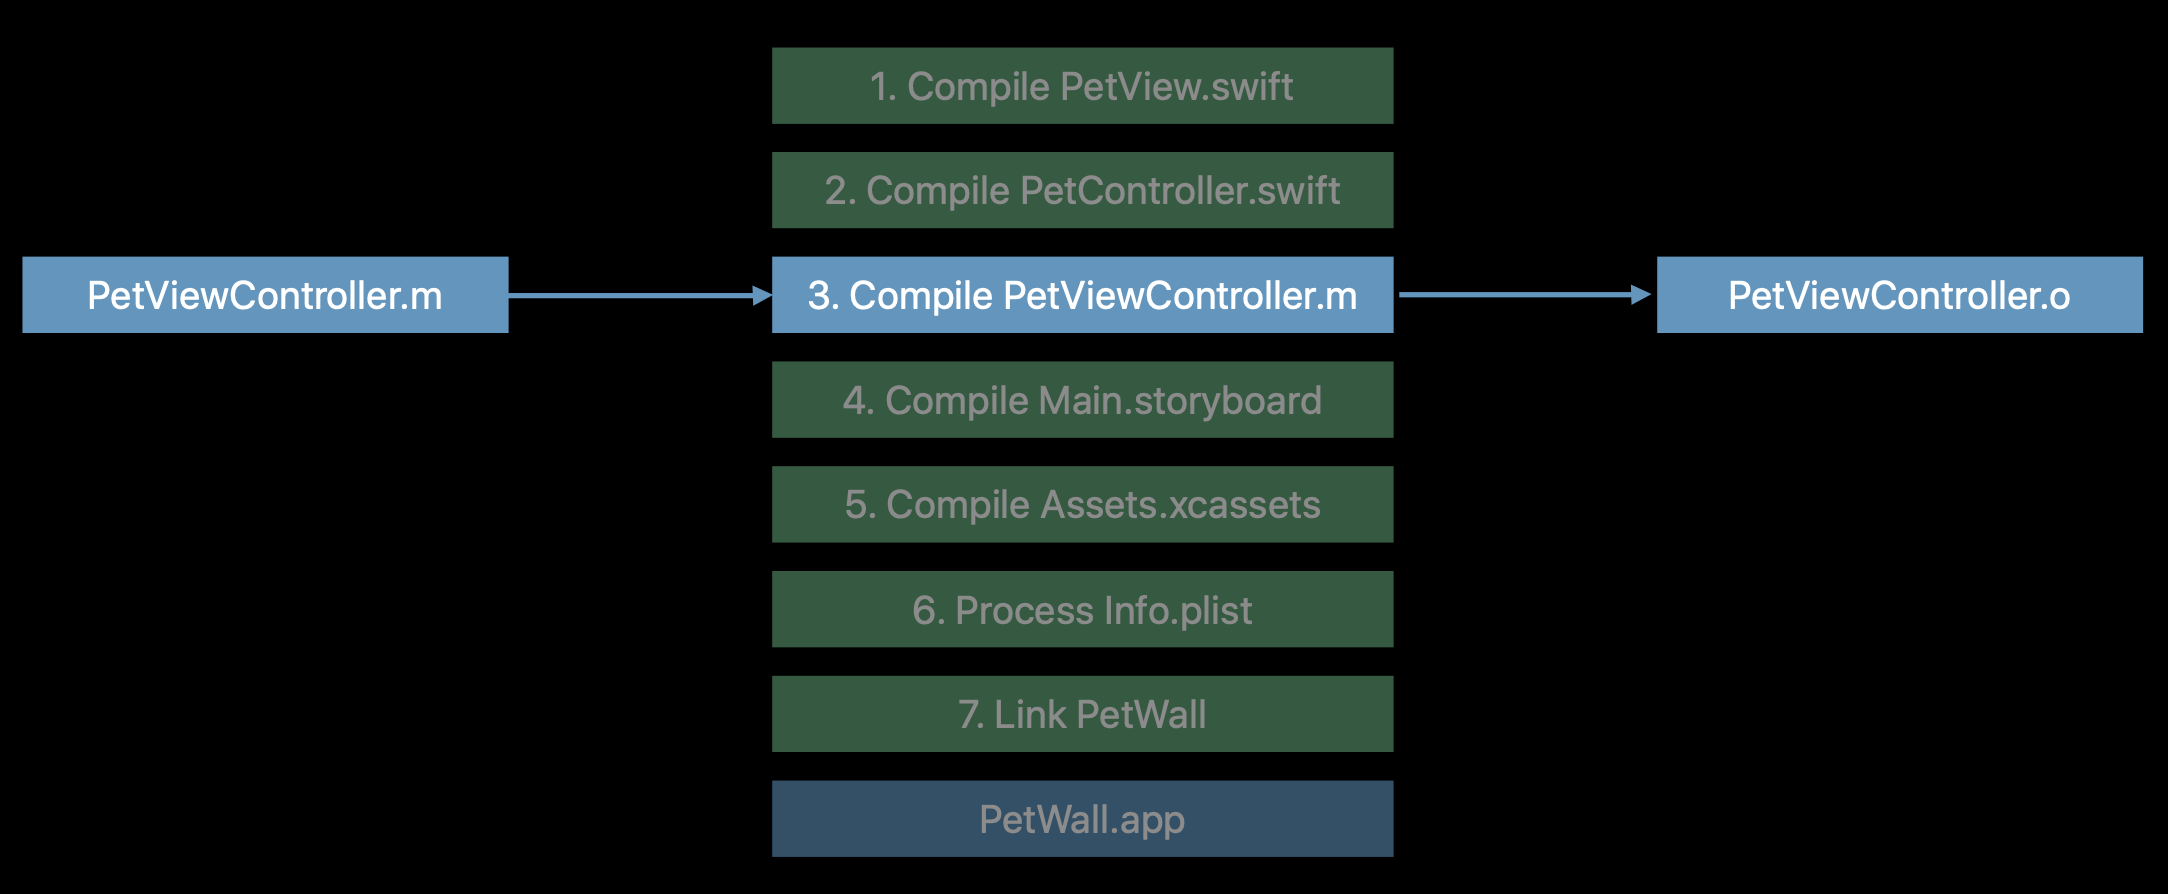 1. Compile PetView.swift
2. Compile PetController.swift
PetViewController.m
3. Compile PetViewController.m
PetViewController.o
4. Compile Main.storyboard
5. Compile Assets.xcassets
6. Process Info.plist
7. Link PetWall
PetWall.app